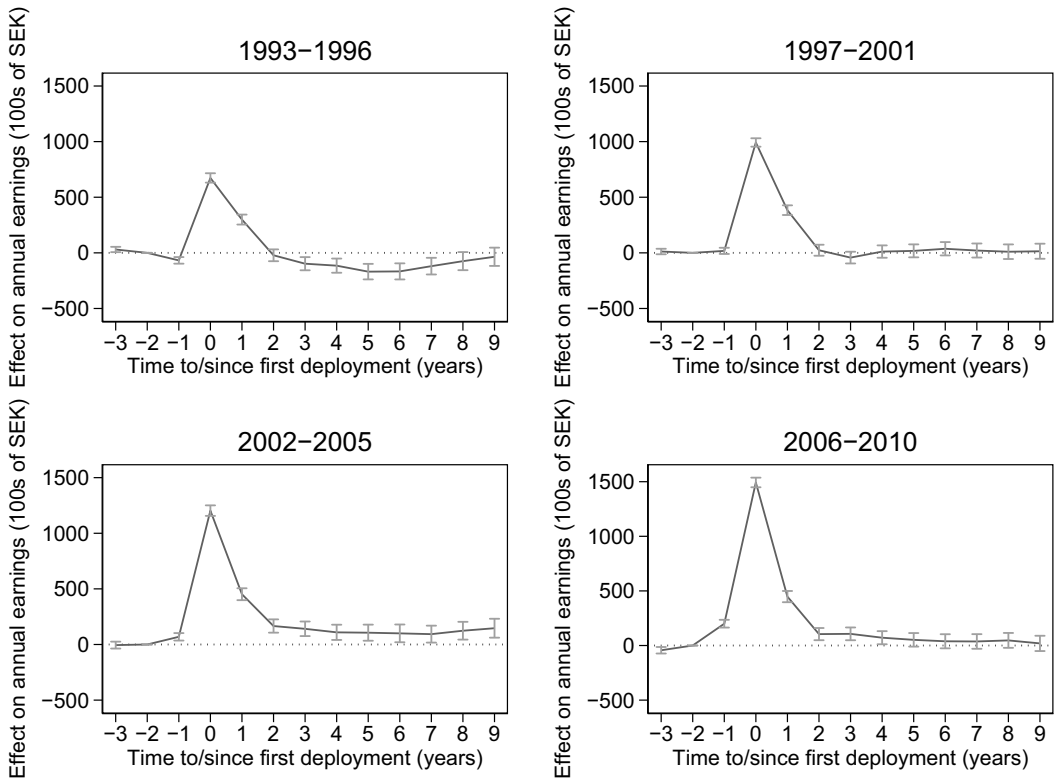 1993−1996
Effect on annual earnings (100s of SEK)
1500
1000
500
0
−500
−3 −2 −1 0 1 2 3 4 5 6 7 8 9
Time to/since first deployment (years)
1997−2001
Effect on annual earnings (100s of SEK)
1500
1000
500
0
−500
−3 −2 −1 0 1 2 3 4 5 6 7 8 9
Time to/since first deployment (years)
2002−2005
Effect on annual earnings (100s of SEK)
1500
1000
500
0
−500
−3 −2 −1 0 1 2 3 4 5 6 7 8 9
Time to/since first deployment (years)
2006−2010
Effect on annual earnings (100s of SEK)
1500
1000
500
0
−500
−3 −2 −1 0 1 2 3 4 5 6 7 8 9
Time to/since first deployment (years)